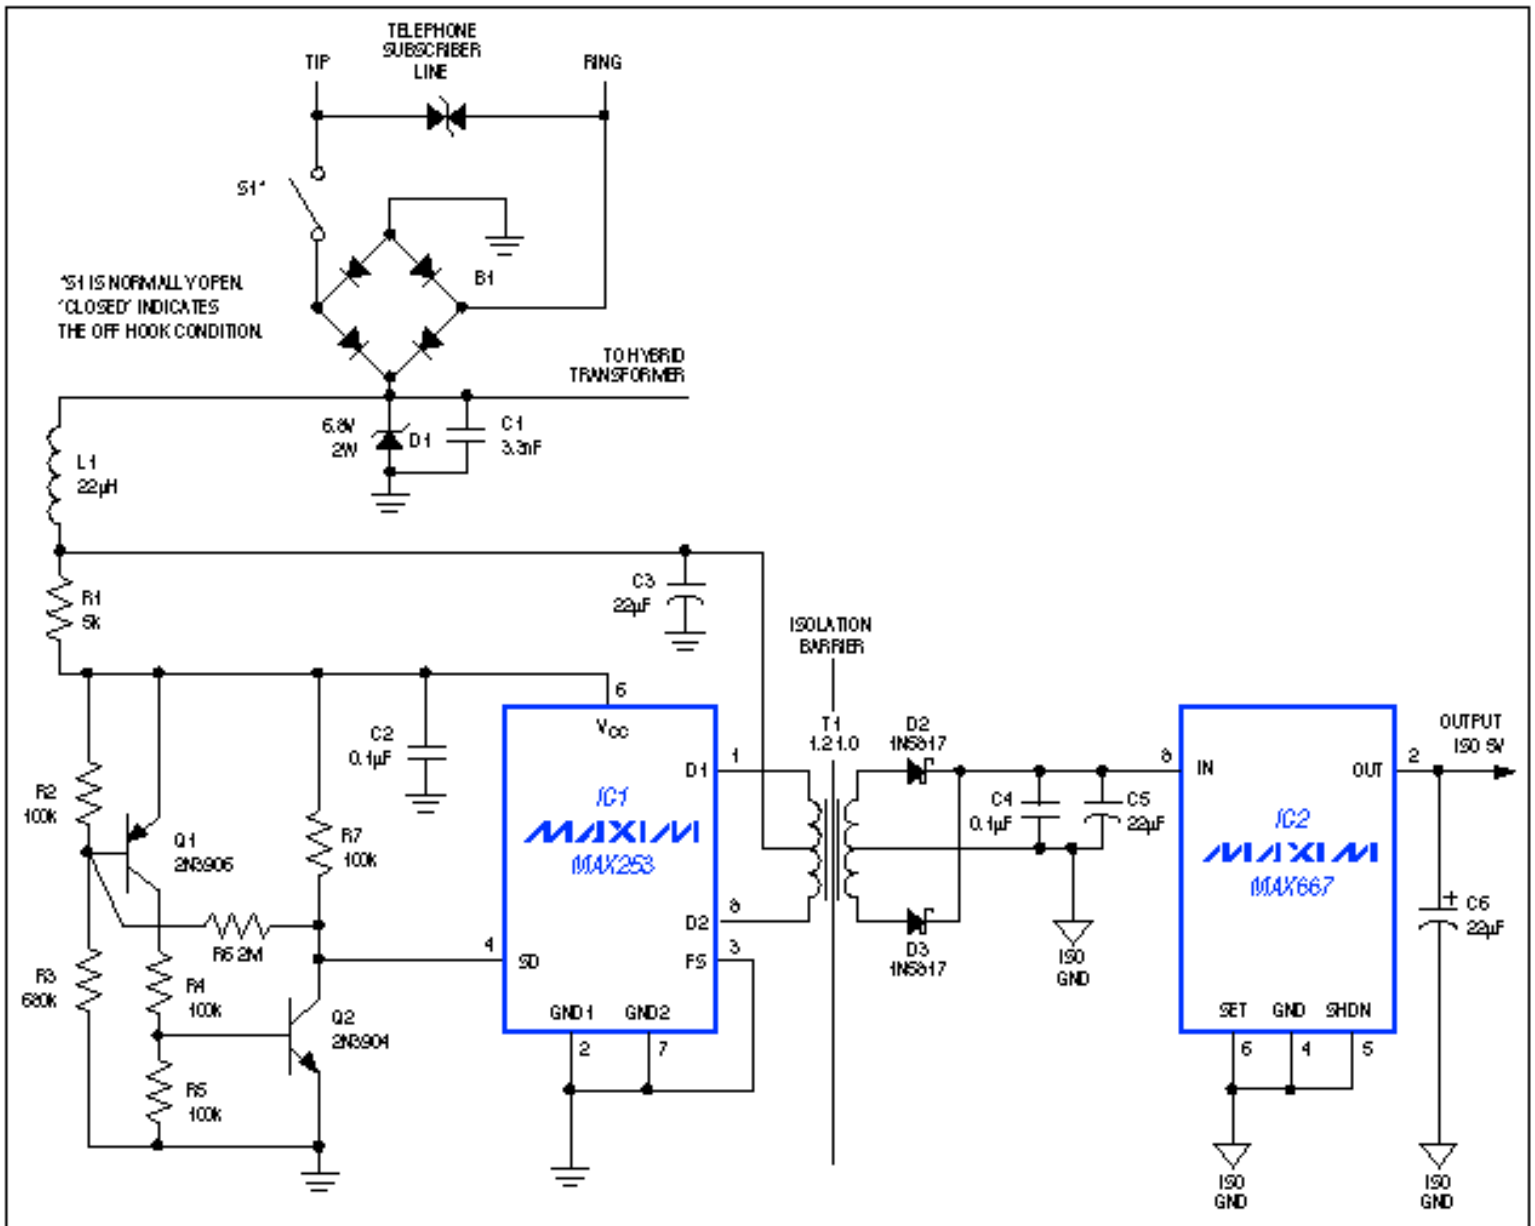 TELEPHONE
SUBSCRIBER
LINE
TIP
RING
S1*
B1
*S1 IS NORMALLY OPEN.
"CLOSED" INDICATES
THE OFF HOOK CONDITION.
TO HYBRID
TRANSFORMER
6.8V
2W
D1
C1
3.3nF
L1
22µH
R1
5k
C3
22µF
ISOLATION
BARRIER
6
VCC
C2
0.1µF
T1
1.2:1.0
D2
1N5817
OUTPUT
ISO 5V
1
D1
8
IN
OUT
2
R2
100k
Q1
2N3906
R7
100k
IC1
MAXIM
MAX253
C4
0.1µF
C5
22µF
IC2
MAXIM
MAX667
R6 2M
8
D2
3
FS
D3
1N5817
ISO
GND
+
C6
22µF
4
SD
R3
680k
R4
100k
Q2
2N3904
GND1
GND2
2
7
SET
GND
SHDN
6
4
5
R5
100k
ISO
GND
ISO
GND